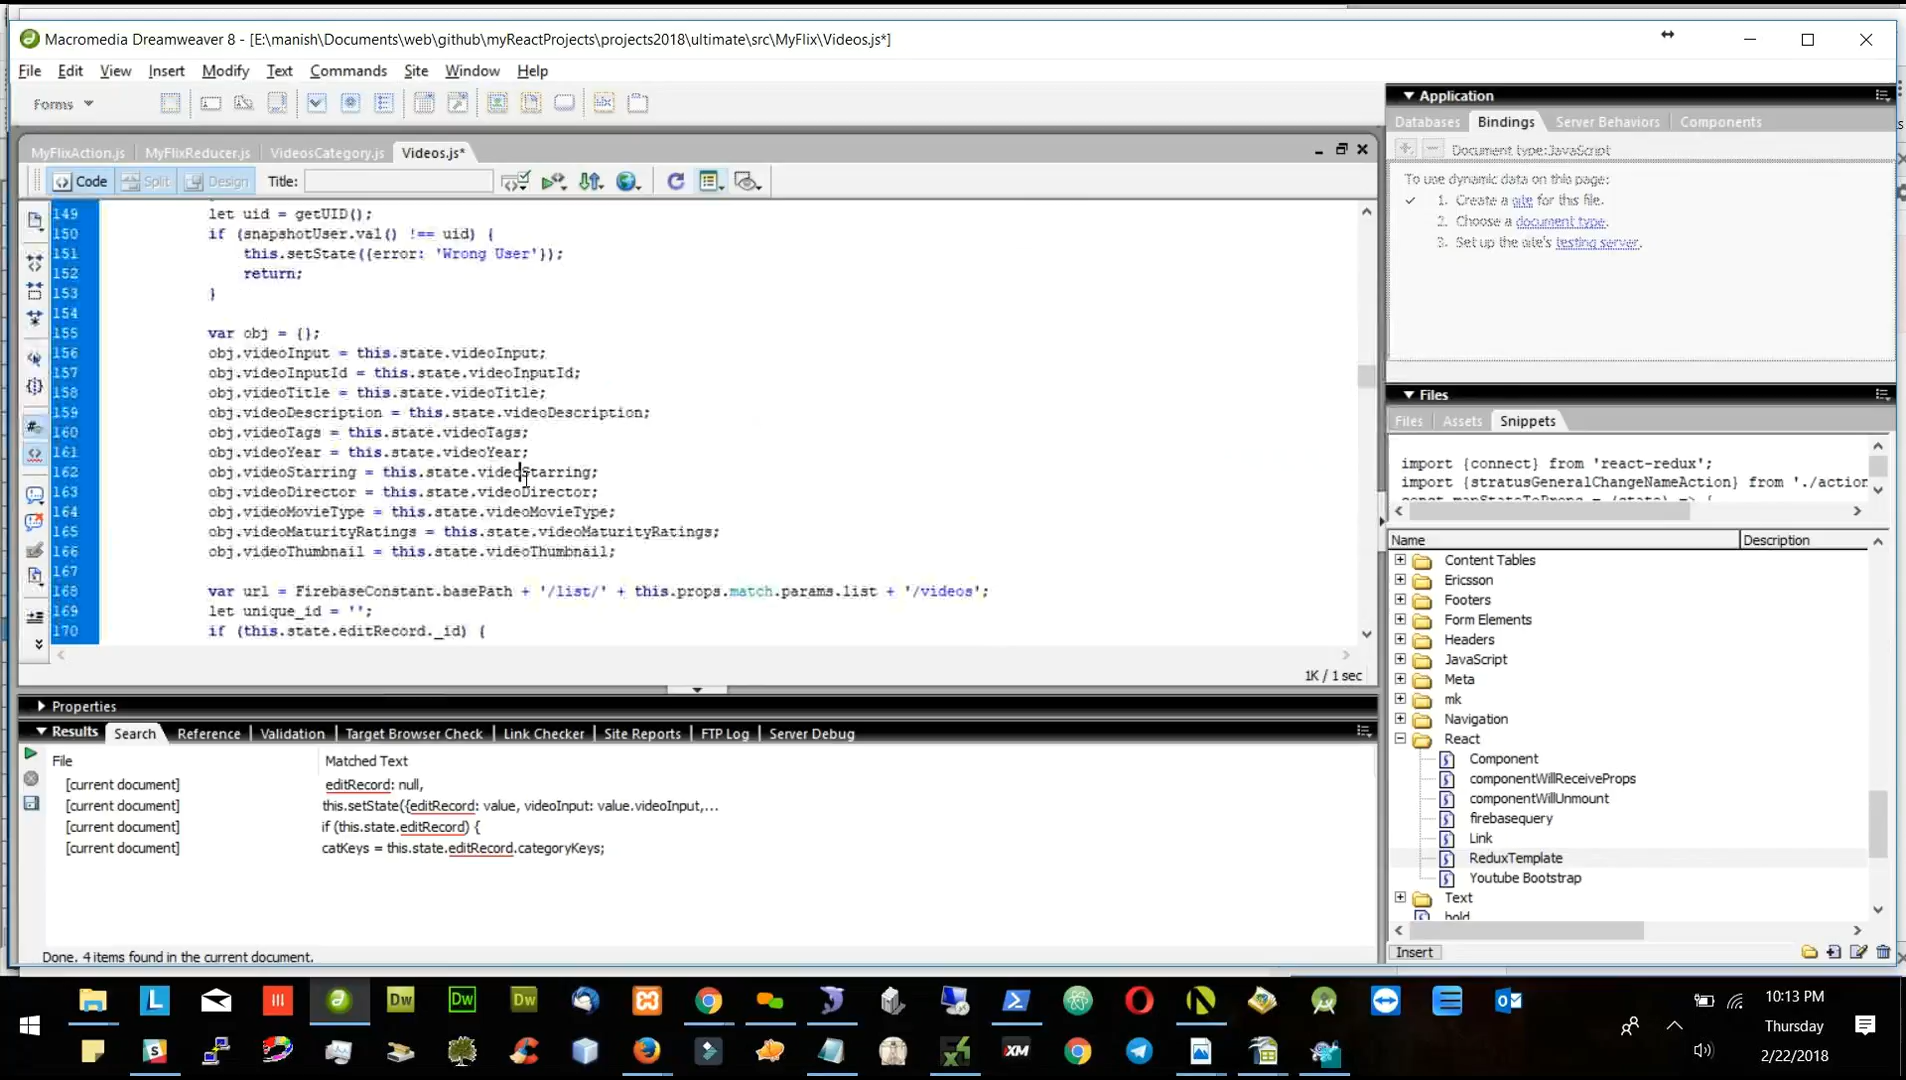 Macromedia Dreamweaver 8 - [E:\manish\Documents\web\github\myReactProjects\projects2018\ultimate\src\MyFlix\Videos.js*]
File Edit View Insert Modify Text Commands Site Window Help
Forms
MyFlixAction.js MyFlixReducer.js VideosCategory.js Videos.js*
Code Split Design Title:
149 let uid = getUID();
150 if (snapshotUser.val() !== uid) {
151 this.setState({error: 'Wrong User'});
152 return;
153 }
154
155 var obj = {};
156 obj.videoInput = this.state.videoInput;
157 obj.videoInputId = this.state.videoInputId;
158 obj.videoTitle = this.state.videoTitle;
159 obj.videoDescription = this.state.videoDescription;
160 obj.videoTags = this.state.videoTags;
161 obj.videoYear = this.state.videoYear;
162 obj.videoStarring = this.state.videoStarring;
163 obj.videoDirector = this.state.videoDirector;
164 obj.videoMovieType = this.state.videoMovieType;
165 obj.videoMaturityRatings = this.state.videoMaturityRatings;
166 obj.videoThumbnail = this.state.videoThumbnail;
167
168 var url = FirebaseConstant.basePath + '/list/' + this.props.match.params.list + '/videos';
169 let unique_id = '';
170 if (this.state.editRecord._id) {
1K / 1 sec
Properties
Results Search Reference Validation Target Browser Check Link Checker Site Reports FTP Log Server Debug
File Matched Text
[current document] editRecord: null,
[current document] this.setState({editRecord: value, videoInput: value.videoInput,...
[current document] if (this.state.editRecord) {
[current document] catKeys = this.state.editRecord.categoryKeys;
Done. 4 items found in the current document.
Application
Databases Bindings Server Behaviors Components
Document type:JavaScript
To use dynamic data on this page:
1. Create a site for this file.
2. Choose a document type.
3. Set up the site's testing server.
Files
Files Assets Snippets
import {connect} from 'react-redux';
import {stratusGeneralChangeNameAction} from './action
const mapStateToProps = (state) => {
Name Description
Content Tables
Ericsson
Footers
Form Elements
Headers
JavaScript
Meta
mk
Navigation
React
Component
componentWillReceiveProps
componentWillUnmount
firebasequery
Link
ReduxTemplate
Youtube Bootstrap
Text
bold
Insert
10:13 PM
Thursday
2/22/2018